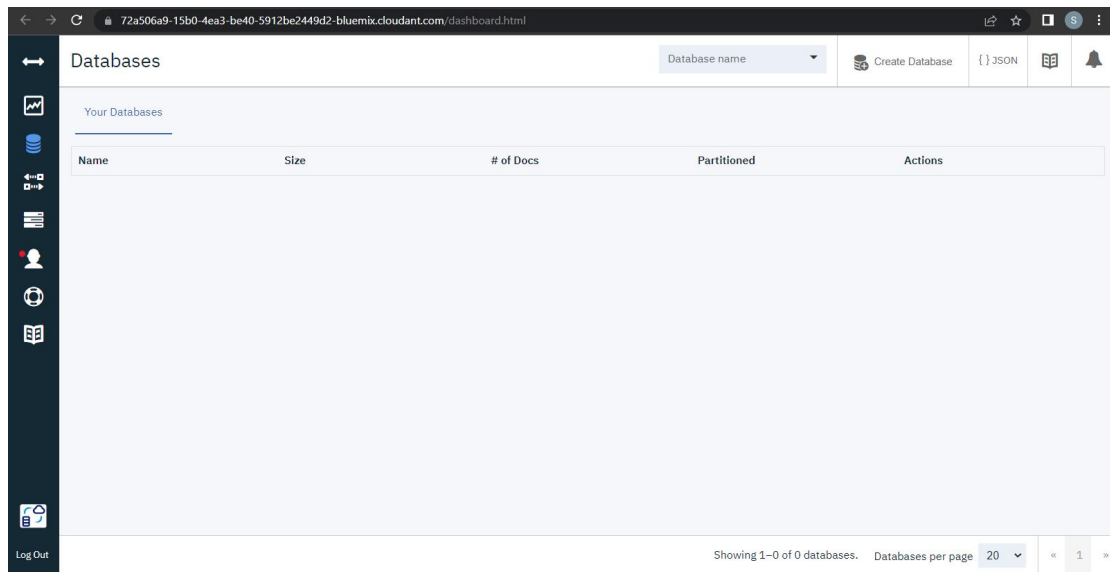 72a506a9-15b0-4ea3-be40-5912be2449d2-bluemix.cloudant.com/dashboard.html
S
Databases
Database name
Create Database
{ } JSON
Your Databases
Name Size # of Docs Partitioned Actions
Log Out
Showing 1–0 of 0 databases. Databases per page 20 « 1 »